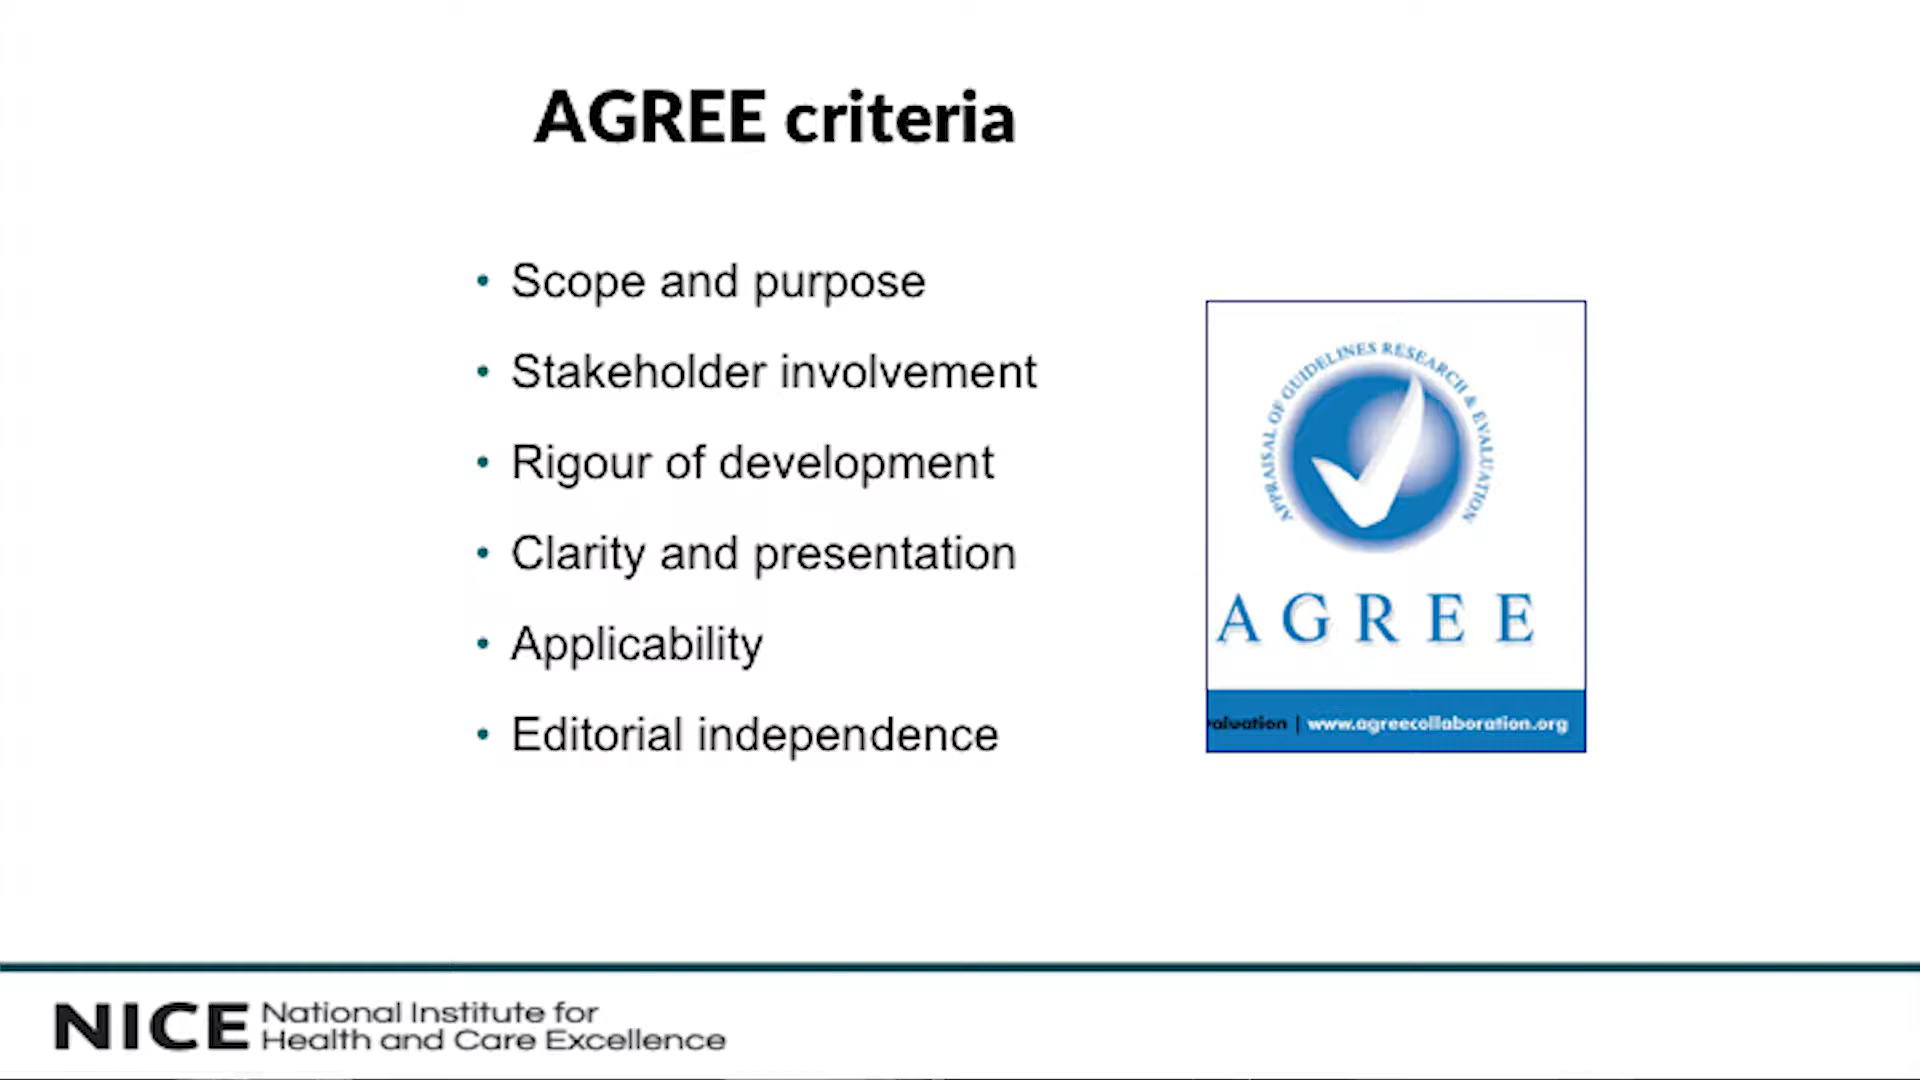 AGREE criteria
• Scope and purpose
• Stakeholder involvement
• Rigour of development
• Clarity and presentation
• Applicability
• Editorial independence
APPRAISAL OF GUIDELINES RESEARCH & EVALUATION
AGREE
aluation | www.agreecollaboration.org
NICE National Institute for
Health and Care Excellence